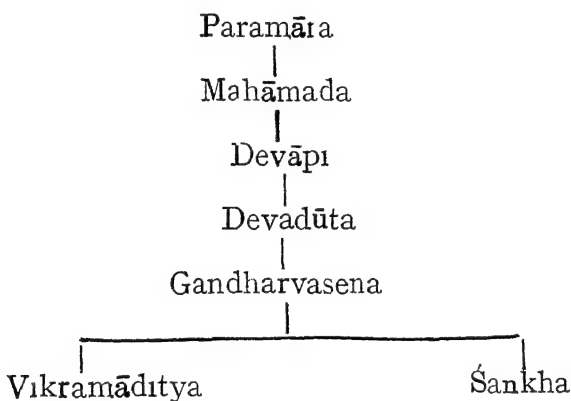 Paramāra
Mahāmada
Devāpi
Devadūta
Gandharvasena
Vikramāditya Śankha